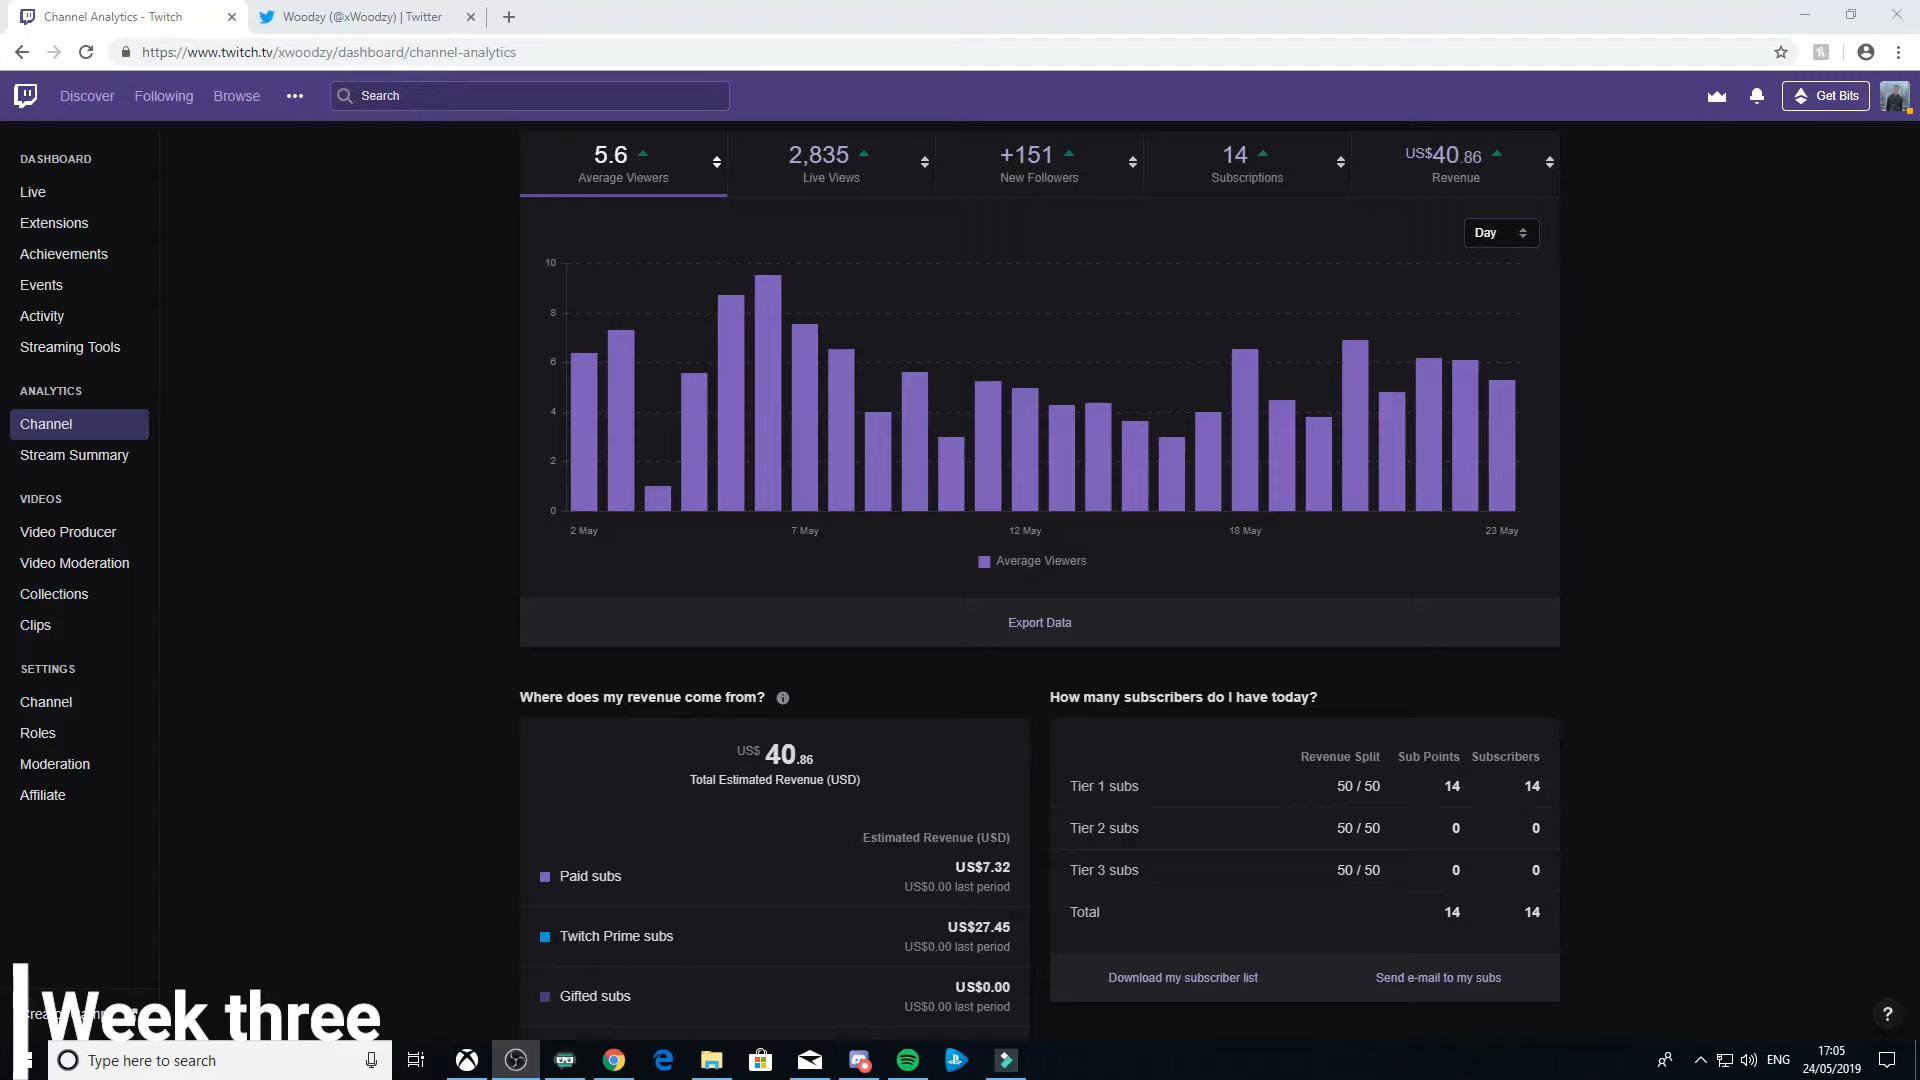 Channel Analytics - Twitch
Woodzy (@xWoodzy) | Twitter
https://www.twitch.tv/xwoodzy/dashboard/channel-analytics
Discover Following Browse Search Get Bits
DASHBOARD
Live
Extensions
Achievements
Events
Activity
Streaming Tools
ANALYTICS
Channel
Stream Summary
VIDEOS
Video Producer
Video Moderation
Collections
Clips
SETTINGS
Channel
Roles
Moderation
Affiliate
5.6 2,835 +151 14 US$40.86
Average Viewers Live Views New Followers Subscriptions Revenue
Day
10
8
6
4
2
0
2 May 7 May 12 May 18 May 23 May
Average Viewers
Export Data
Where does my revenue come from?
US$ 40.86
Total Estimated Revenue (USD)
Estimated Revenue (USD)
Paid subs US$7.32
US$0.00 last period
Twitch Prime subs US$27.45
US$0.00 last period
Gifted subs US$0.00
US$0.00 last period
How many subscribers do I have today?
Revenue Split Sub Points Subscribers
Tier 1 subs 50 / 50 14 14
Tier 2 subs 50 / 50 0 0
Tier 3 subs 50 / 50 0 0
Total 14 14
Download my subscriber list Send e-mail to my subs
?
Week three
Type here to search
ENG
17:05
24/05/2019